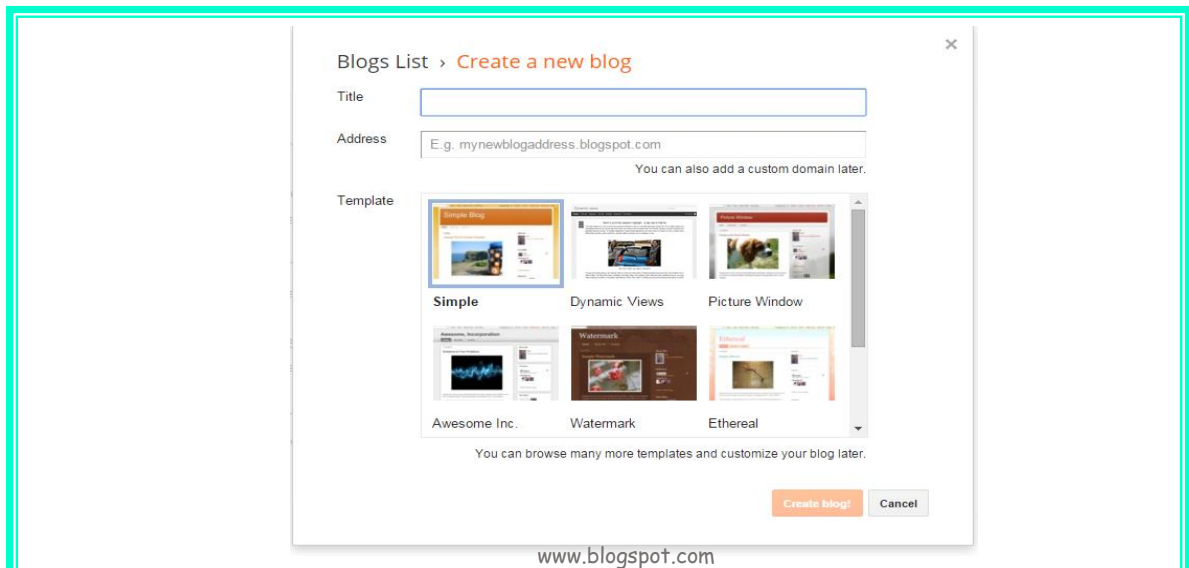 Blogs List › Create a new blog
Title
Address
E.g. mynewblogaddress.blogspot.com
You can also add a custom domain later.
Template
Simple Blog
Dynamic Views
Picture Window
Simple
Dynamic Views
Picture Window
Awesome, Incorporation
Watermark
Ethereal
Awesome Inc.
Watermark
Ethereal
You can browse many more templates and customize your blog later.
Create blog!
Cancel
www.blogspot.com